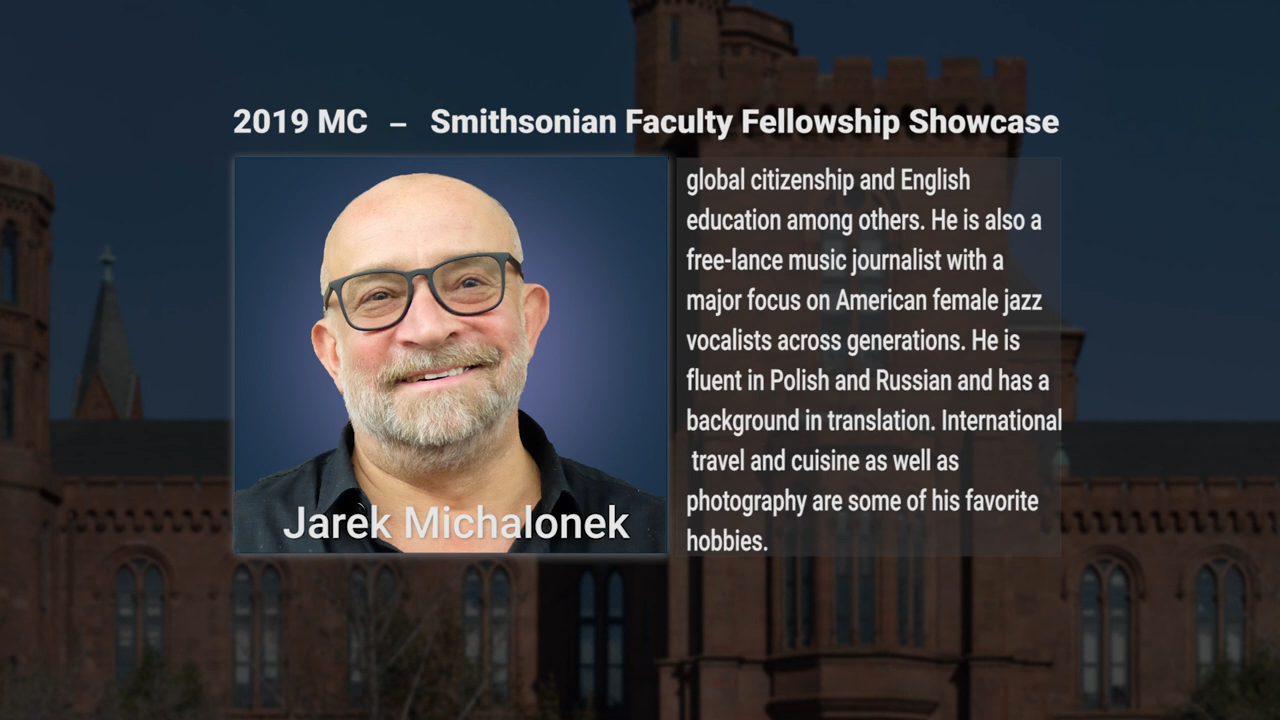 2019 MC – Smithsonian Faculty Fellowship Showcase
global citizenship and English
education among others. He is also a
free-lance music journalist with a
major focus on American female jazz
vocalists across generations. He is
fluent in Polish and Russian and has a
background in translation. International
travel and cuisine as well as
photography are some of his favorite
hobbies.
Jarek Michalonek